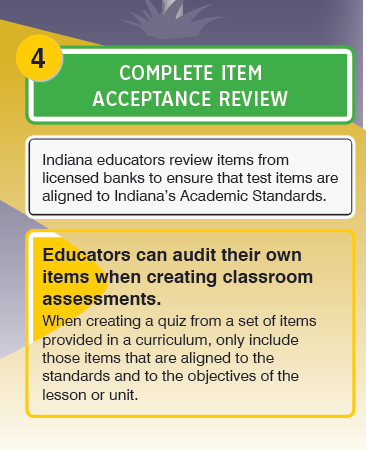 4
COMPLETE ITEM
ACCEPTANCE REVIEW
Indiana educators review items from
licensed banks to ensure that test items are
aligned to Indiana's Academic Standards.
Educators can audit their own
items when creating classroom
assessments.
When creating a quiz from a set of items
provided in a curriculum, only include
those items that are aligned to the
standards and to the objectives of the
lesson or unit.